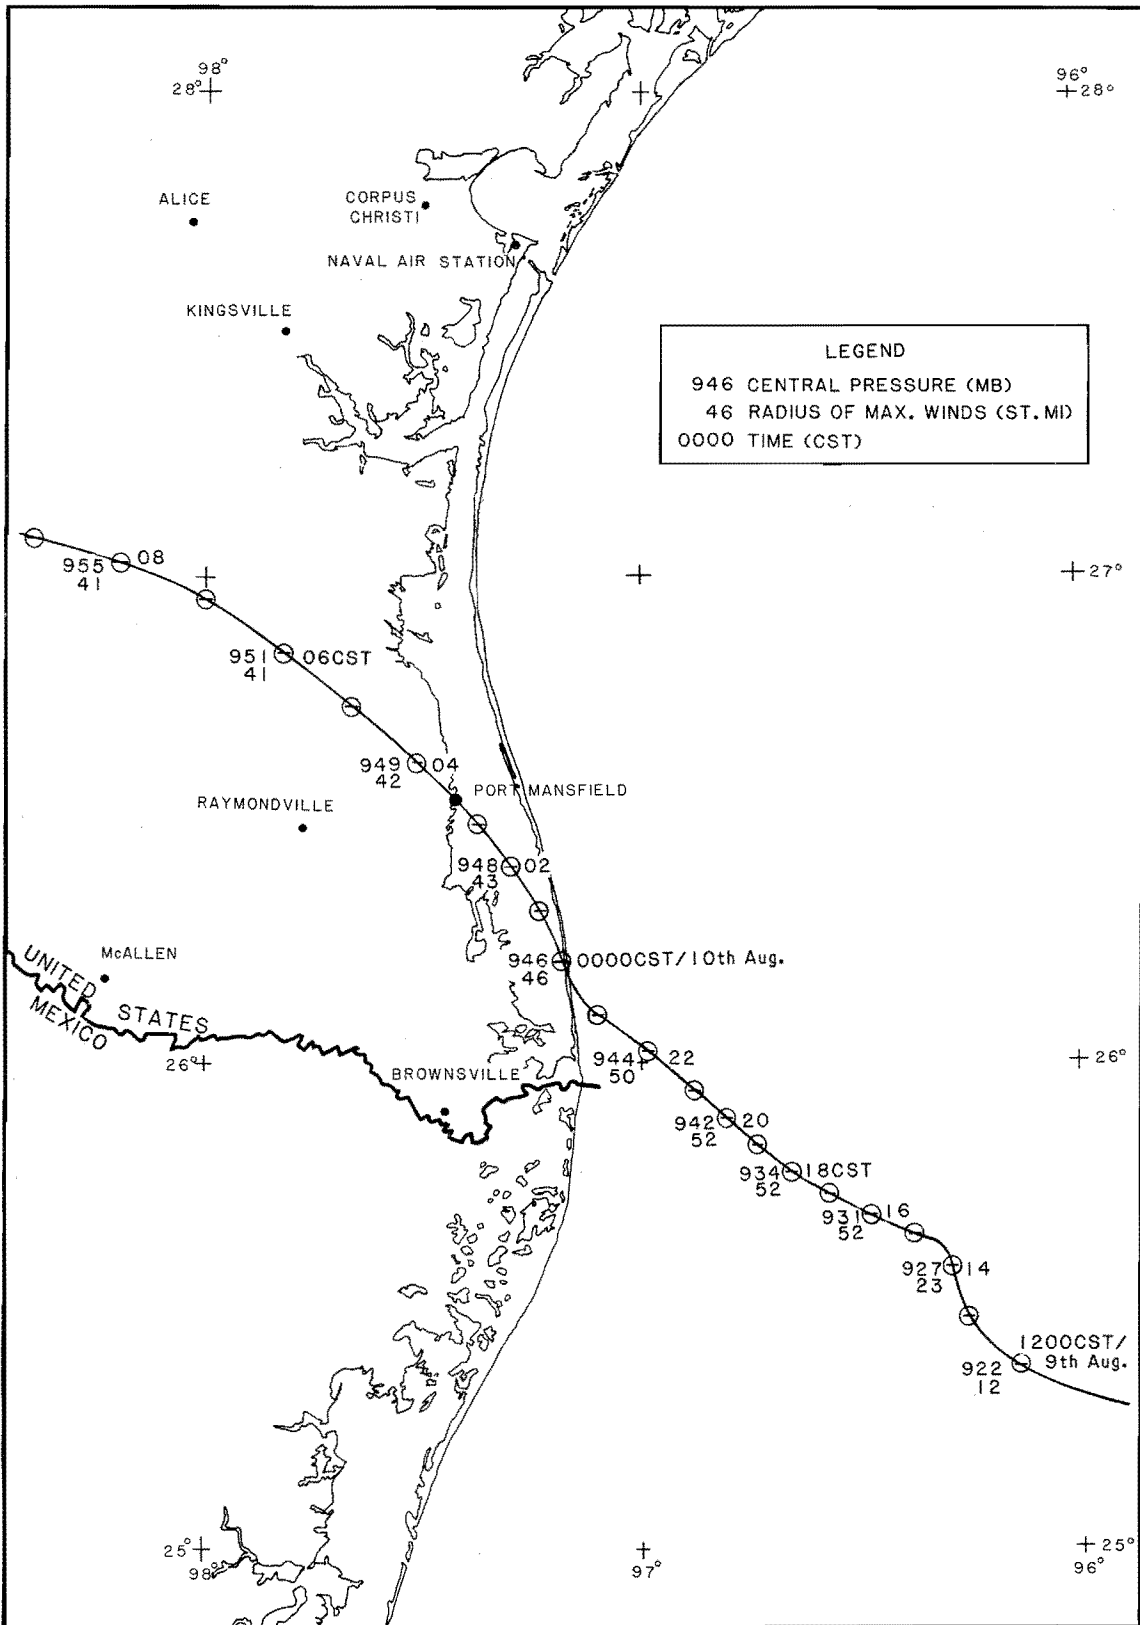 98°
28°
96°
28°
ALICE
CORPUS
CHRISTI
NAVAL AIR STATION
KINGSVILLE
LEGEND
946 CENTRAL PRESSURE (MB)
46 RADIUS OF MAX. WINDS (ST. MI)
0000 TIME (CST)
955 08
41
27°
951 06CST
41
949 04
42
PORT MANSFIELD
RAYMONDVILLE
948 02
43
McALLEN
946 0000CST/10th Aug.
46
UNITED STATES
MEXICO
26°
944 22
50
26°
BROWNSVILLE
942 20
52
934 18CST
52
931 16
52
927 14
23
1200CST/
9th Aug.
922
12
25°
98°
97°
25°
96°